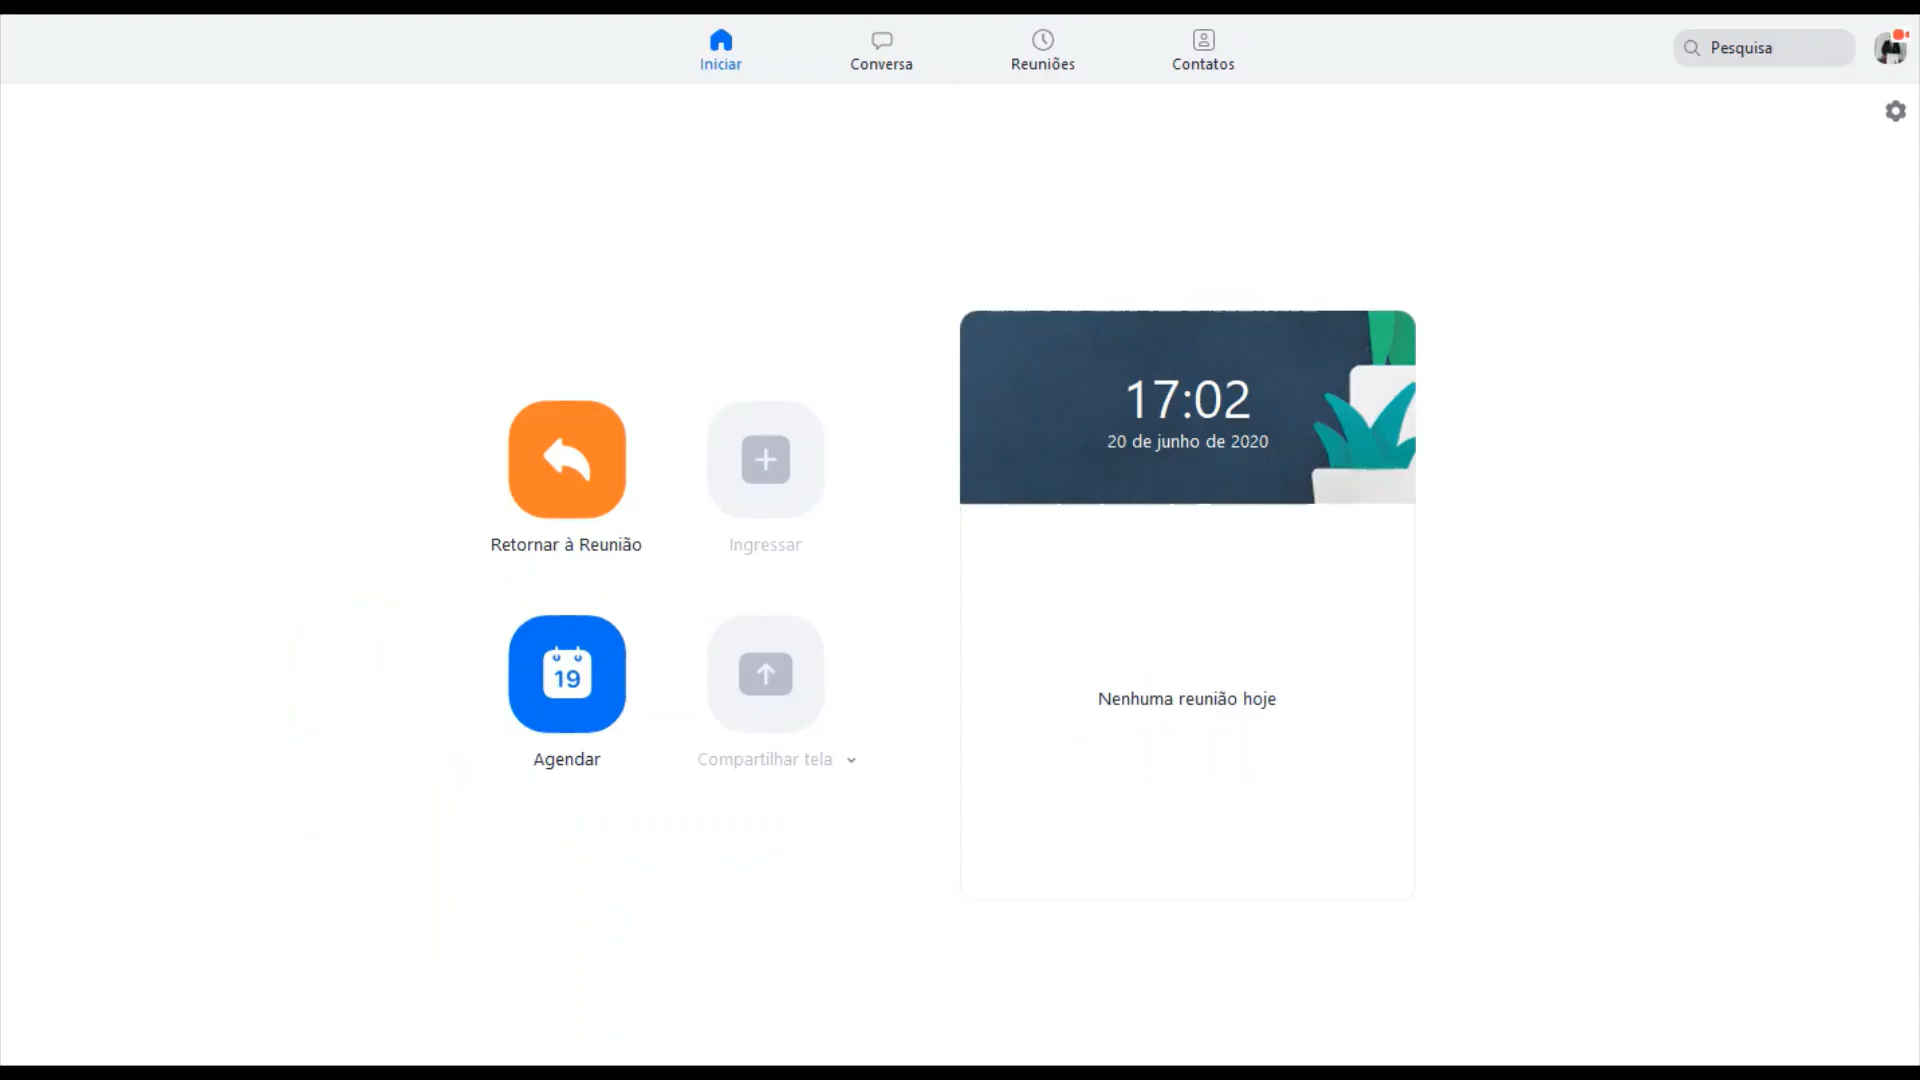 Iniciar
Conversa
Reuniões
Contatos
Pesquisa
17:02
20 de junho de 2020
Retornar à Reunião
Ingressar
19
Agendar
Compartilhar tela
Nenhuma reunião hoje